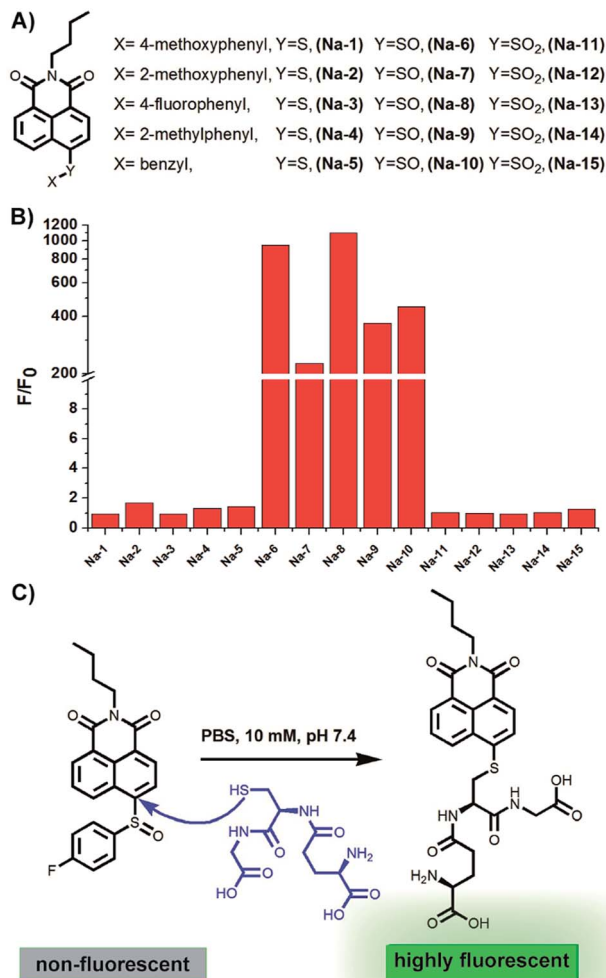 A)
O N O
X Y
X= 4-methoxyphenyl, Y=S, (Na-1) Y=SO, (Na-6) Y=SO₂, (Na-11)
X= 2-methoxyphenyl, Y=S, (Na-2) Y=SO, (Na-7) Y=SO₂, (Na-12)
X= 4-fluorophenyl, Y=S, (Na-3) Y=SO, (Na-8) Y=SO₂, (Na-13)
X= 2-methylphenyl, Y=S, (Na-4) Y=SO, (Na-9) Y=SO₂, (Na-14)
X= benzyl, Y=S, (Na-5) Y=SO, (Na-10) Y=SO₂, (Na-15)
B)
F/F₀
1200
1000
800
600
400
200
8
6
4
2
0
Na-1 Na-2 Na-3 Na-4 Na-5 Na-6 Na-7 Na-8 Na-9 Na-10 Na-11 Na-12 Na-13 Na-14 Na-15
C)
O N O
S O
F
PBS, 10 mM, pH 7.4
HS
NH
HN O O
O NH₂
OH
HO O
O N O
S
OH
NH HN O
O O
H₂N
O OH
non-fluorescent
highly fluorescent